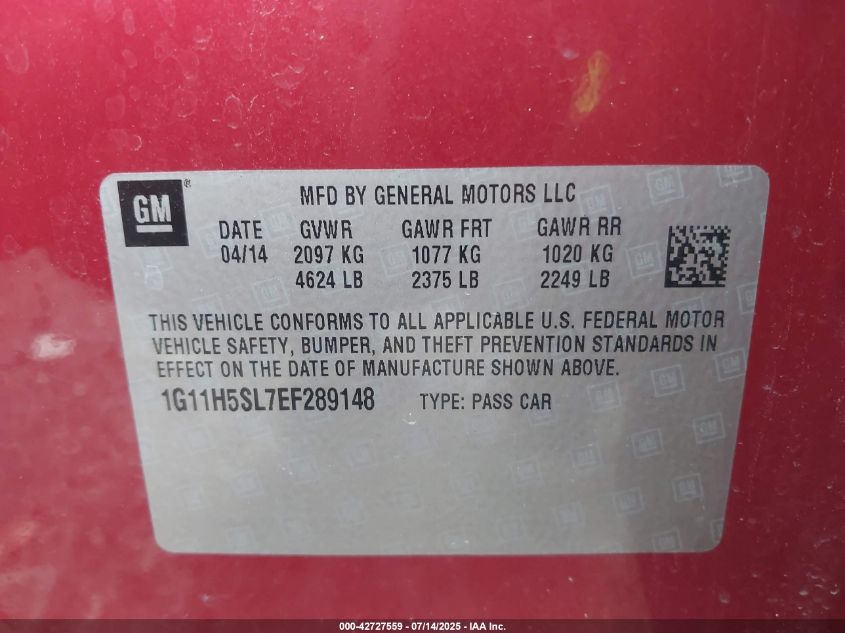 GM ®
MFD BY GENERAL MOTORS LLC
DATE GVWR GAWR FRT GAWR RR
04/14 2097 KG 1077 KG 1020 KG
4624 LB 2375 LB 2249 LB
THIS VEHICLE CONFORMS TO ALL APPLICABLE U.S. FEDERAL MOTOR
VEHICLE SAFETY, BUMPER, AND THEFT PREVENTION STANDARDS IN
EFFECT ON THE DATE OF MANUFACTURE SHOWN ABOVE.
1G11H5SL7EF289148 TYPE: PASS CAR
000-42727559 - 07/14/2025 - IAA Inc.